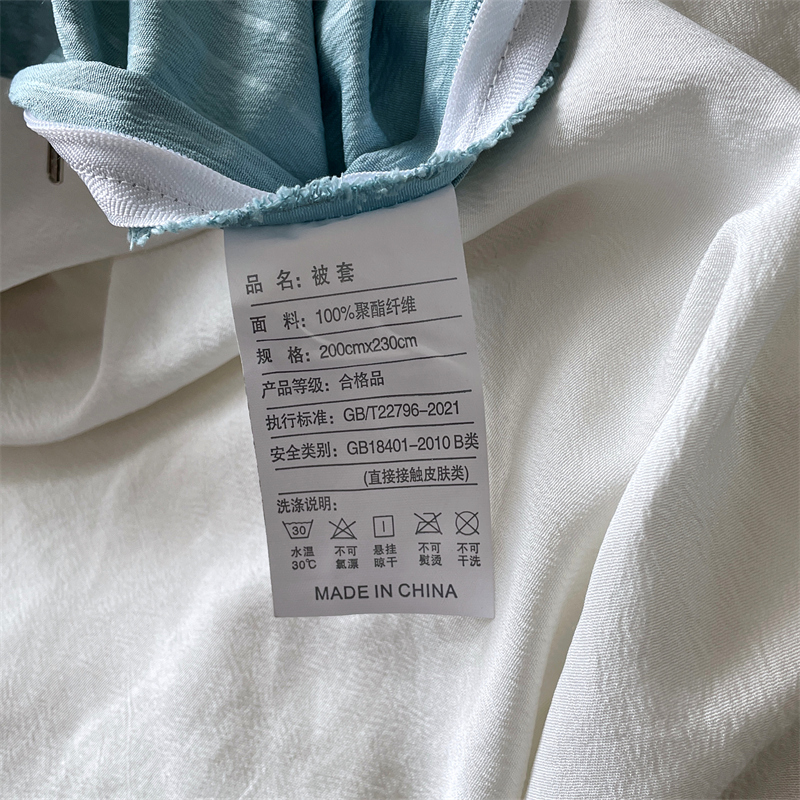 品 名：被套
面 料：100%聚酯纤维
规 格：200cmx230cm
产品等级：合格品
执行标准：GB/T22796-2021
安全类别：GB18401-2010 B类
(直接接触皮肤类)
洗涤说明：
30
水温 不可 悬挂 不可 不可
30℃ 氯漂 晾干 熨烫 干洗
MADE IN CHINA